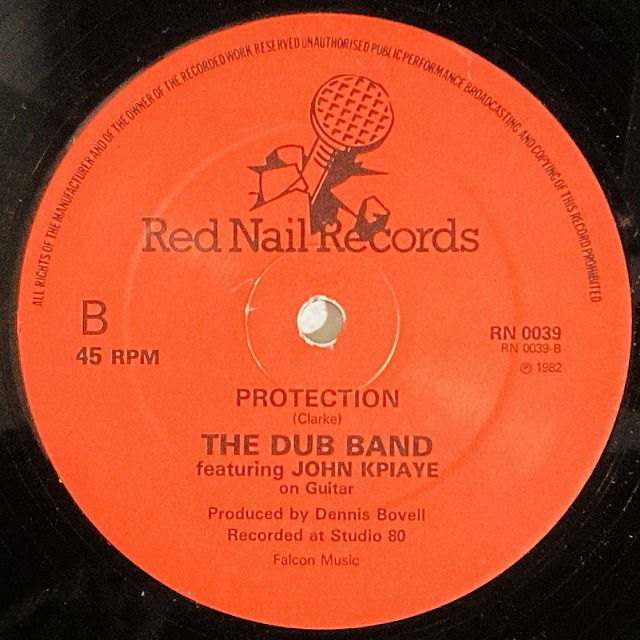 ALL RIGHTS OF THE MANUFACTURER AND OF THE OWNER OF THE RECORDED WORK RESERVED UNAUTHORISED PUBLIC PERFORMANCE BROADCASTING AND COPYING OF THIS RECORD PROHIBITED
Red Nail Records
B
45 RPM
RN 0039
RN 0039-B
℗ 1982
PROTECTION
(Clarke)
THE DUB BAND
featuring JOHN KPIAYE
on Guitar
Produced by Dennis Bovell
Recorded at Studio 80
Falcon Music